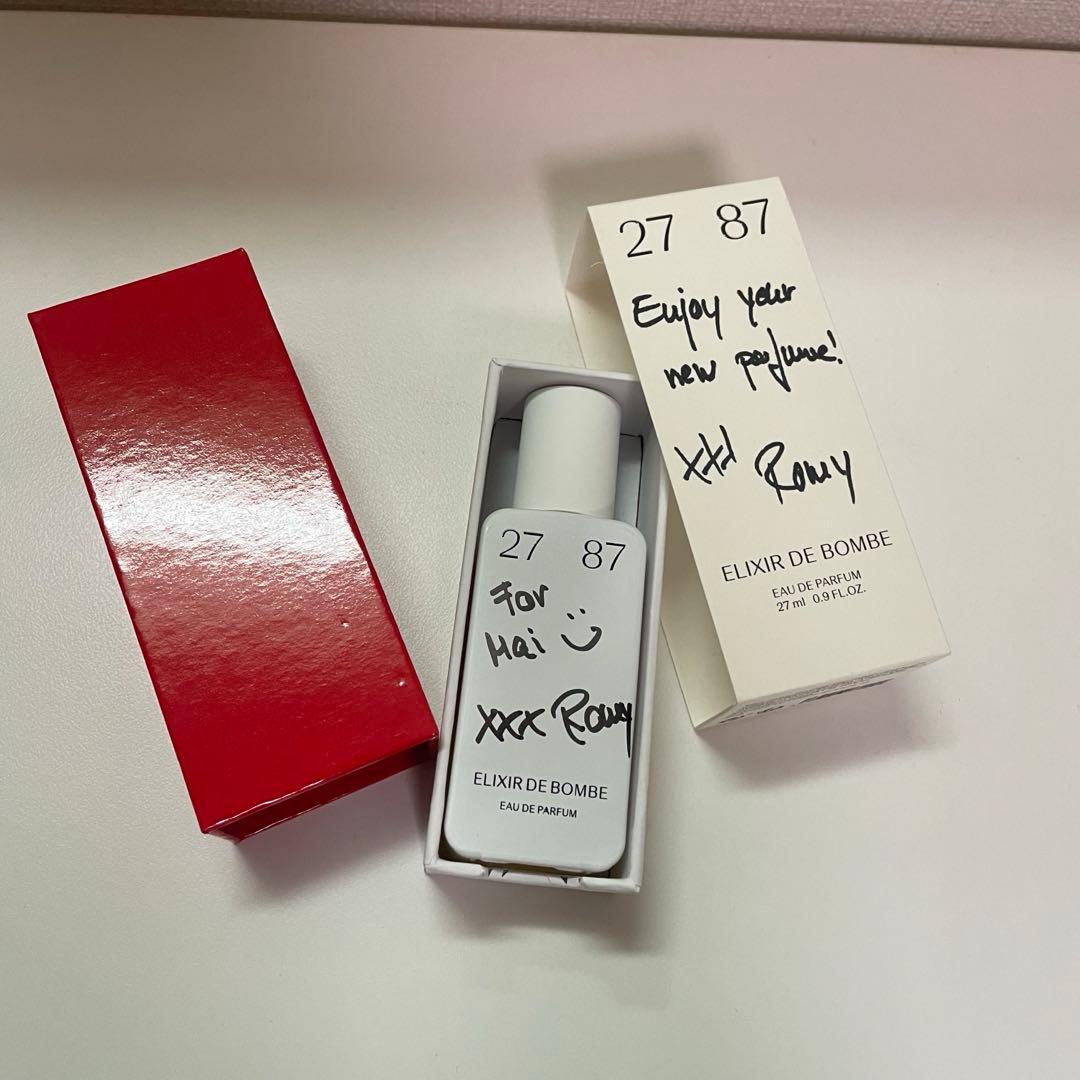 27 87
Enjoy your
new perfume!
xxx Romy
ELIXIR DE BOMBE
EAU DE PARFUM
27 ml 0.9 FL.OZ.
27 87
For
Mai :)
xxx Romy
ELIXIR DE BOMBE
EAU DE PARFUM